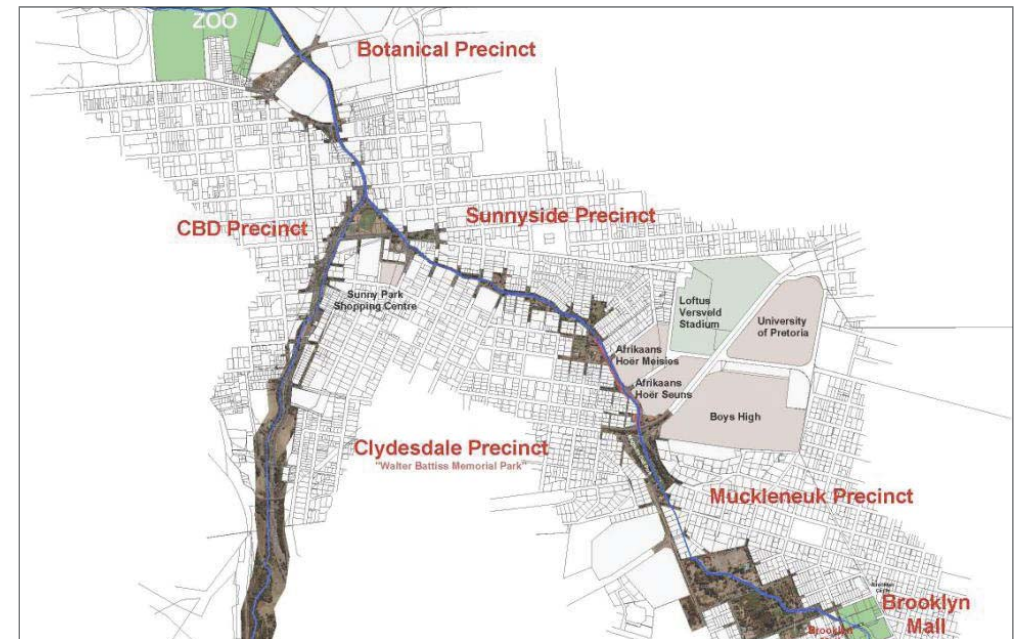 ZOO
Botanical Precinct
CBD Precinct
Sunnyside Precinct
Sunny Park
Shopping Centre
Loftus
Versveld
Stadium
University
of Pretoria
Afrikaans
Hoër Meisies
Afrikaans
Hoër Seuns
Boys High
Clydesdale Precinct
"Walter Battiss Memorial Park"
Muckleneuk Precinct
Brooklyn
Mall
Brooklyn